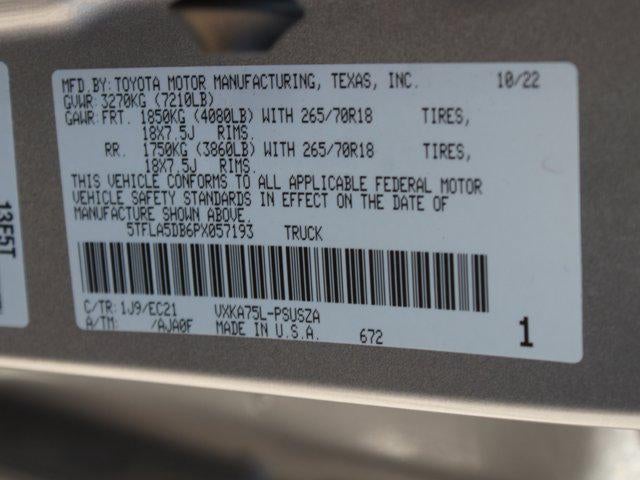 MFD.BY:TOYOTA MOTOR MANUFACTURING, TEXAS, INC. 10/22
GVWR:3270KG (7210LB)
GAWR:FRT. 1850KG (4080LB) WITH 265/70R18 TIRES,
18X7.5J RIMS.
RR. 1750KG (3860LB) WITH 265/70R18 TIRES,
18X7.5J RIMS.
THIS VEHICLE CONFORMS TO ALL APPLICABLE FEDERAL MOTOR
VEHICLE SAFETY STANDARDS IN EFFECT ON THE DATE OF
MANUFACTURE SHOWN ABOVE.
5TFLA5DB6PX057193 TRUCK
C/TR:1J9/EC21 VXKA75L-PSUSZA
A/TM: /AJA0F MADE IN U.S.A. 672 1
13E5T